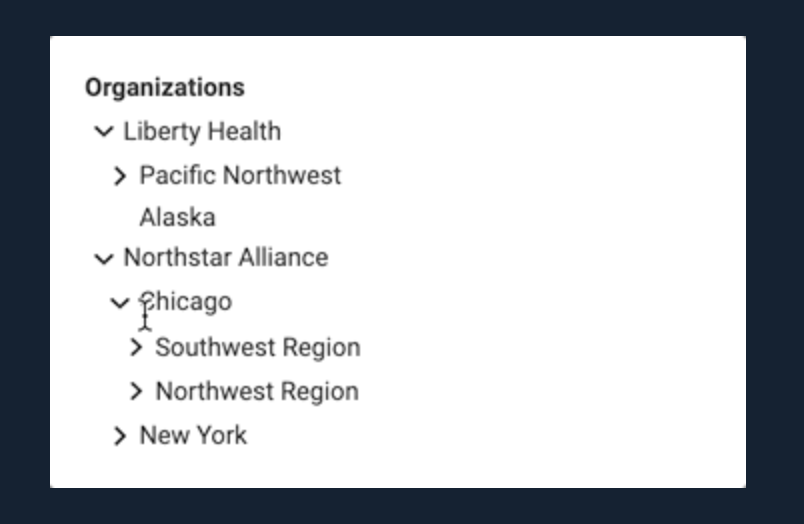 Organizations
Liberty Health
Pacific Northwest
Alaska
Northstar Alliance
Chicago
Southwest Region
Northwest Region
New York